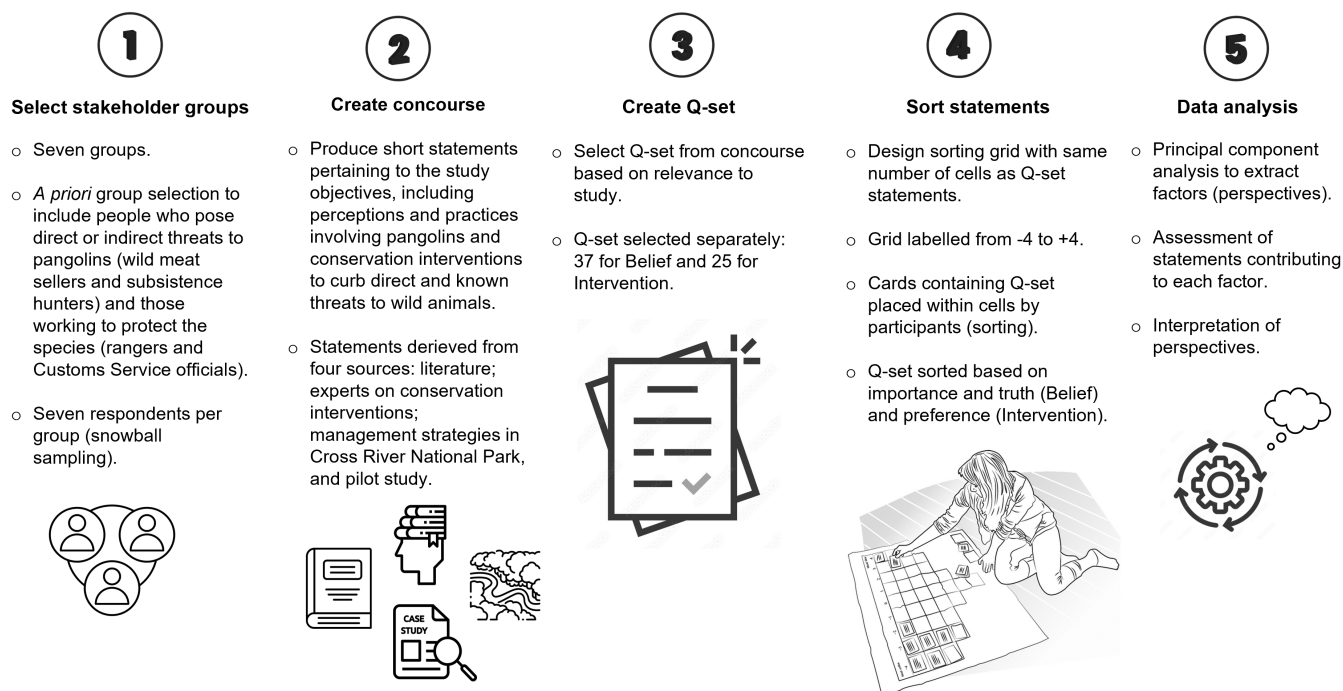 1
Select stakeholder groups
○ Seven groups.
○ A priori group selection to
include people who pose
direct or indirect threats to
pangolins (wild meat
sellers and subsistence
hunters) and those
working to protect the
species (rangers and
Customs Service officials).
○ Seven respondents per
group (snowball
sampling).
2
Create concourse
○ Produce short statements
pertaining to the study
objectives, including
perceptions and practices
involving pangolins and
conservation interventions
to curb direct and known
threats to wild animals.
○ Statements derieved from
four sources: literature;
experts on conservation
interventions;
management strategies in
Cross River National Park,
and pilot study.
CASE
STUDY
3
Create Q-set
○ Select Q-set from concourse
based on relevance to
study.
○ Q-set selected separately:
37 for Belief and 25 for
Intervention.
4
Sort statements
○ Design sorting grid with same
number of cells as Q-set
statements.
○ Grid labelled from -4 to +4.
○ Cards containing Q-set
placed within cells by
participants (sorting).
○ Q-set sorted based on
importance and truth (Belief)
and preference (Intervention).
5
Data analysis
○ Principal component
analysis to extract
factors (perspectives).
○ Assessment of
statements contributing
to each factor.
○ Interpretation of
perspectives.